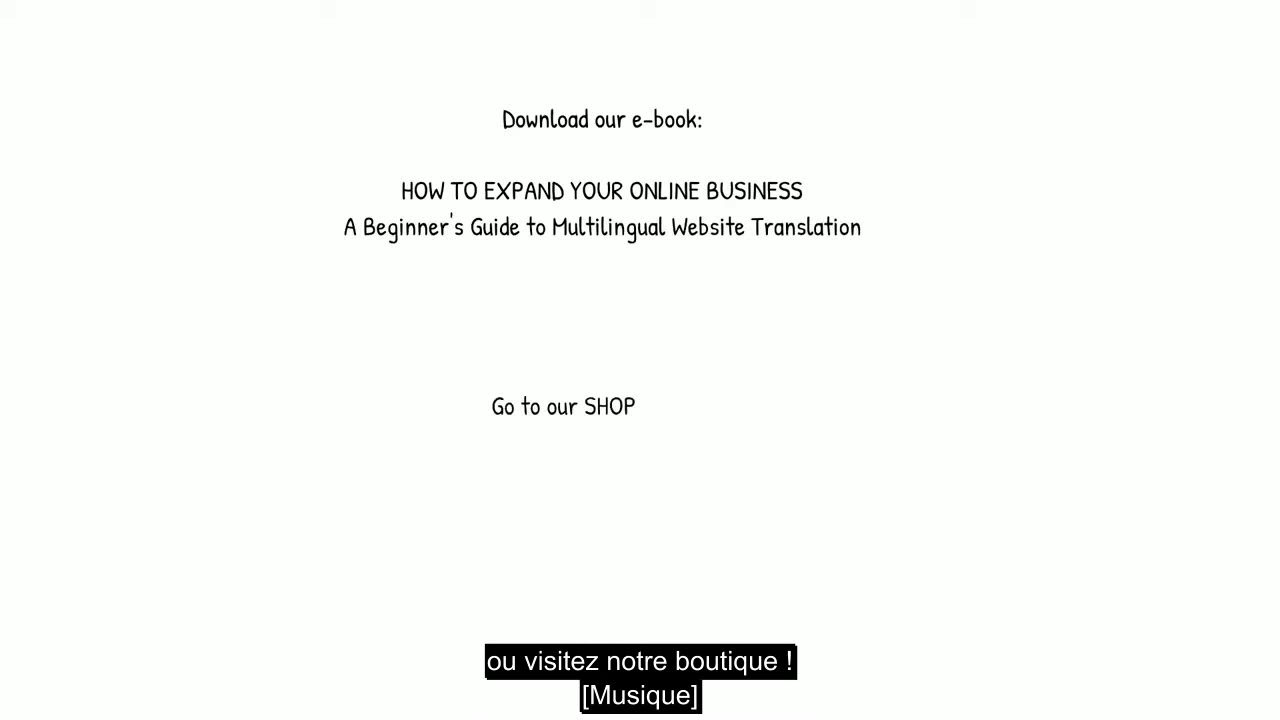 Download our e-book:
HOW TO EXPAND YOUR ONLINE BUSINESS
A Beginner's Guide to Multilingual Website Translation
Go to our SHOP
ou visitez notre boutique !
[Musique]